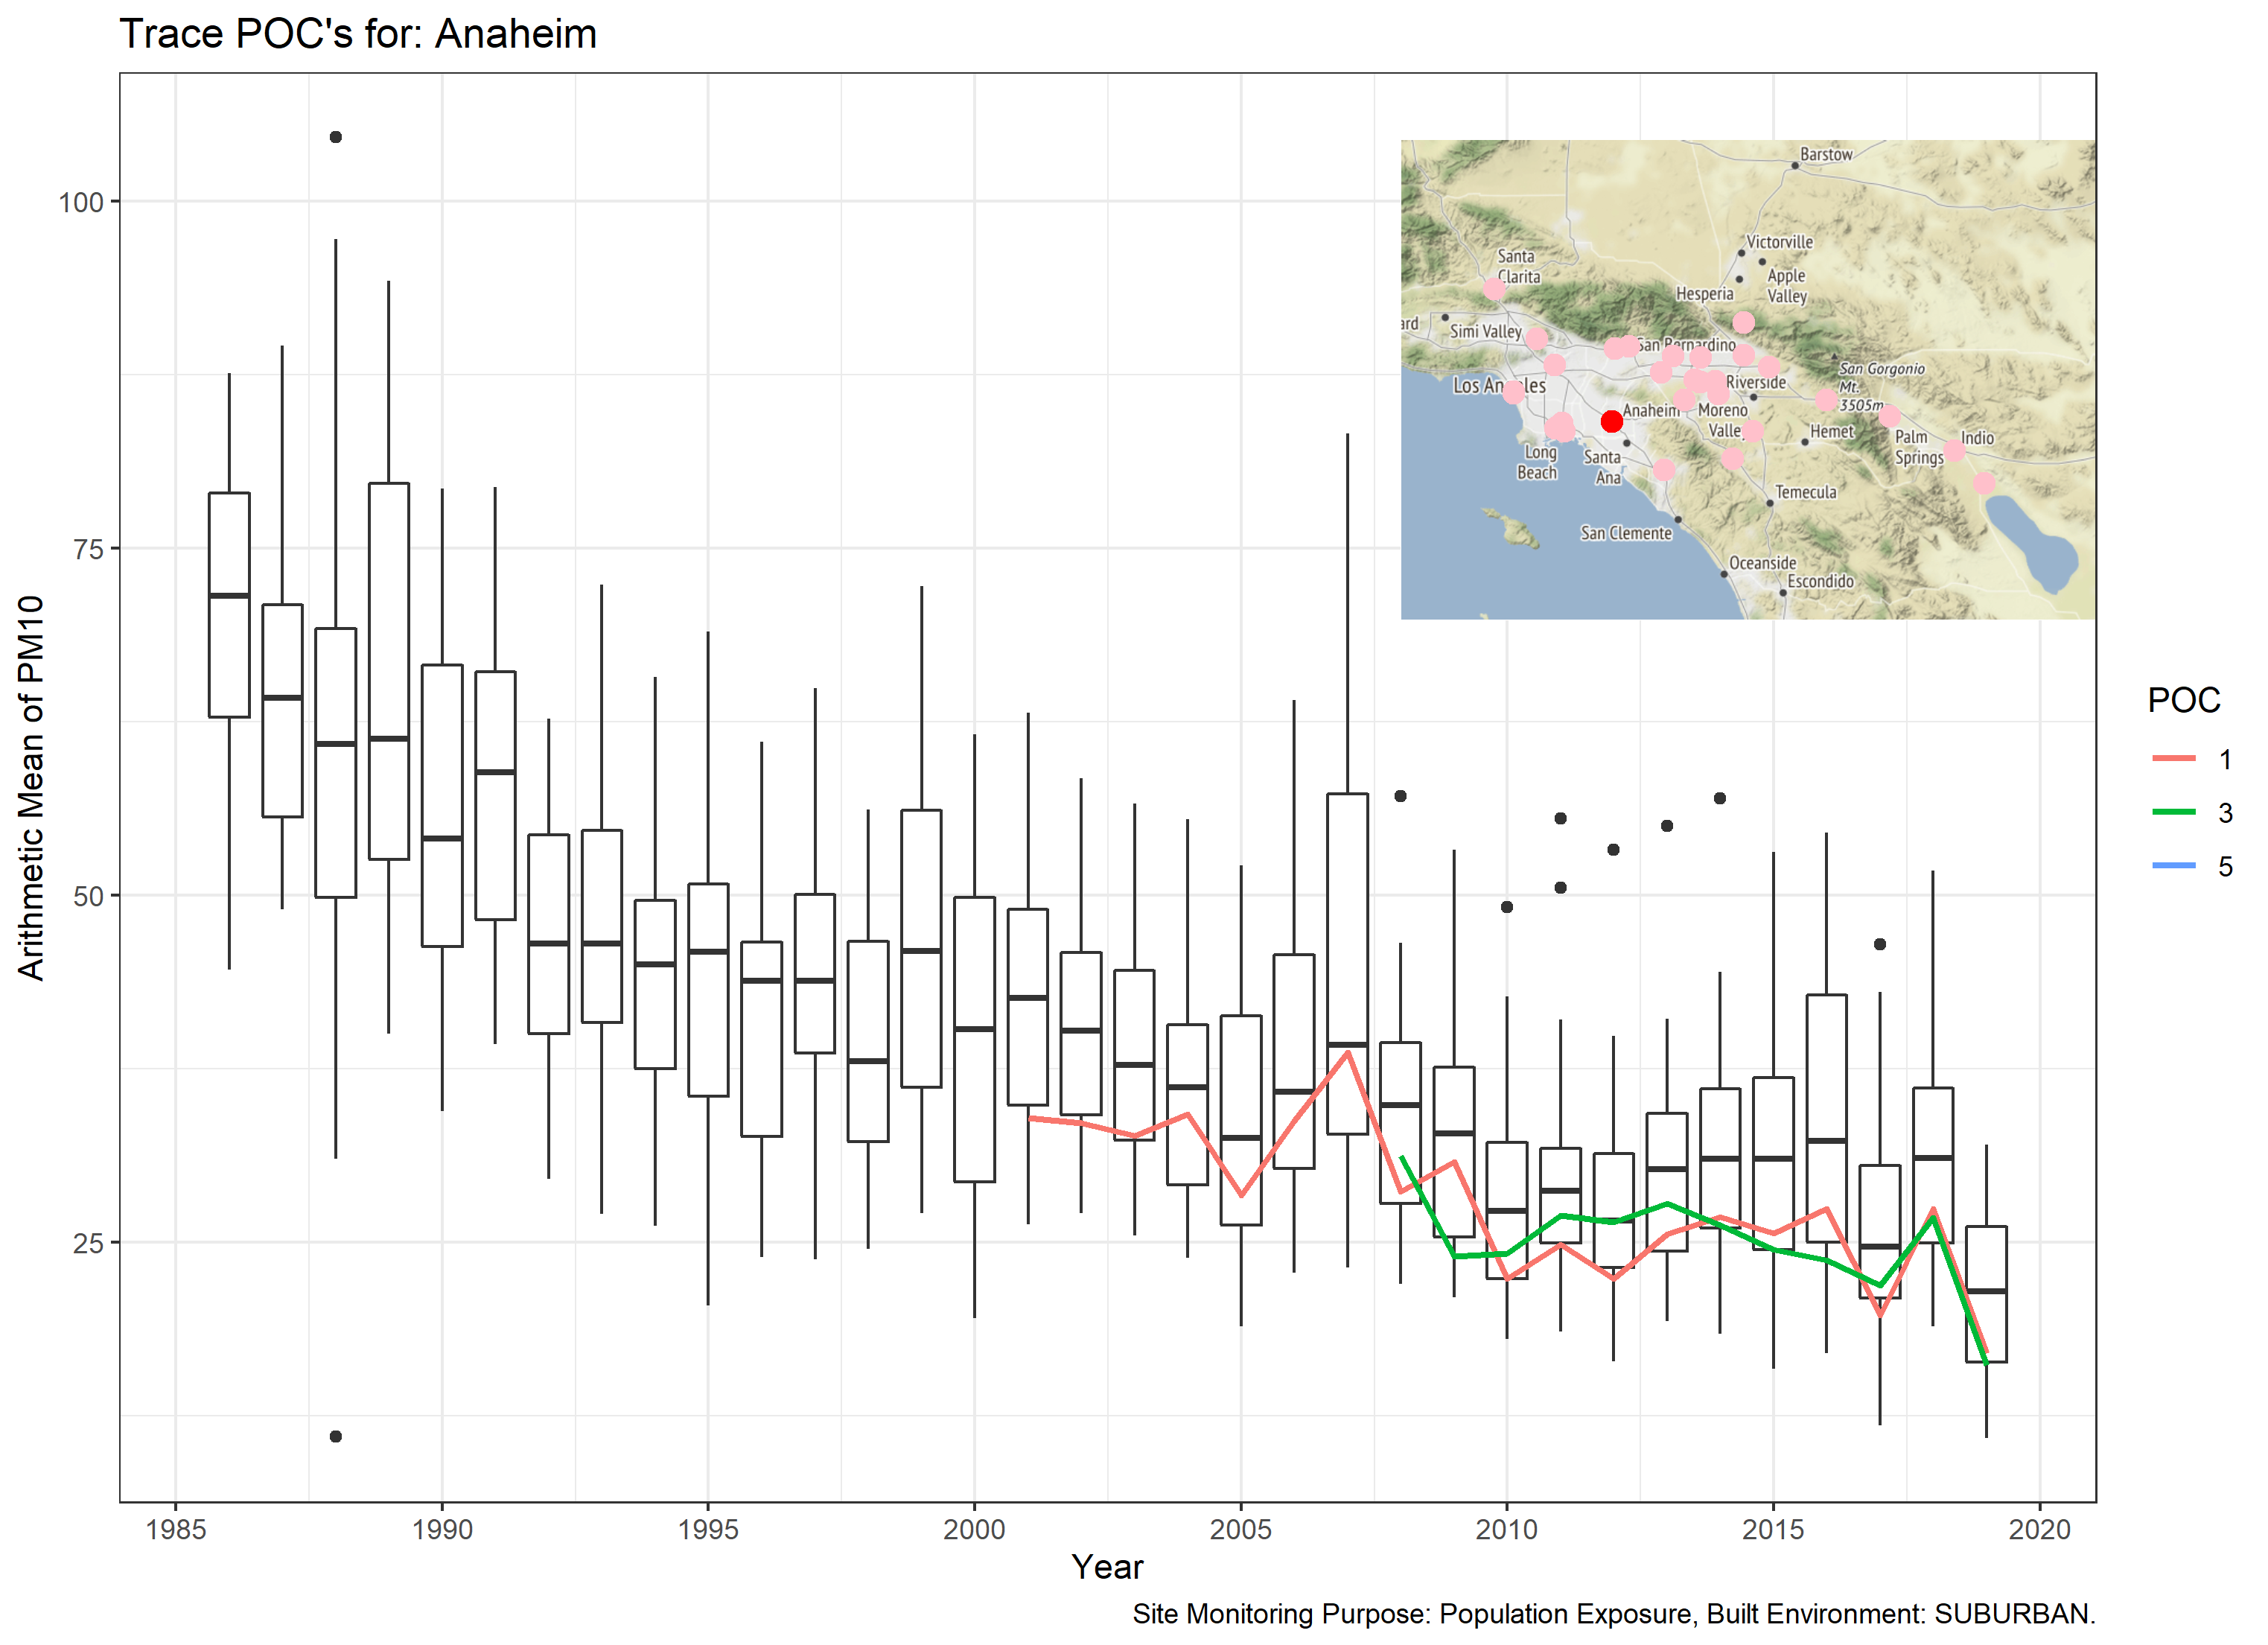 Trace POC's for: Anaheim
Arithmetic Mean of PM10
100
75
50
25
Barstow
Victorville
Santa
Clarita
Apple
Valley
Hesperia
ard
Simi Valley
San Bernardino
San Gorgonio
Mt.
3505m
Los Angeles
Riverside
Anaheim
Moreno
Valley
Hemet
Palm
Springs
Indio
Long
Beach
Santa
Ana
Temecula
San Clemente
Oceanside
Escondido
POC
1
3
5
1985
1990
1995
2000
2005
2010
2015
2020
Year
Site Monitoring Purpose: Population Exposure, Built Environment: SUBURBAN.